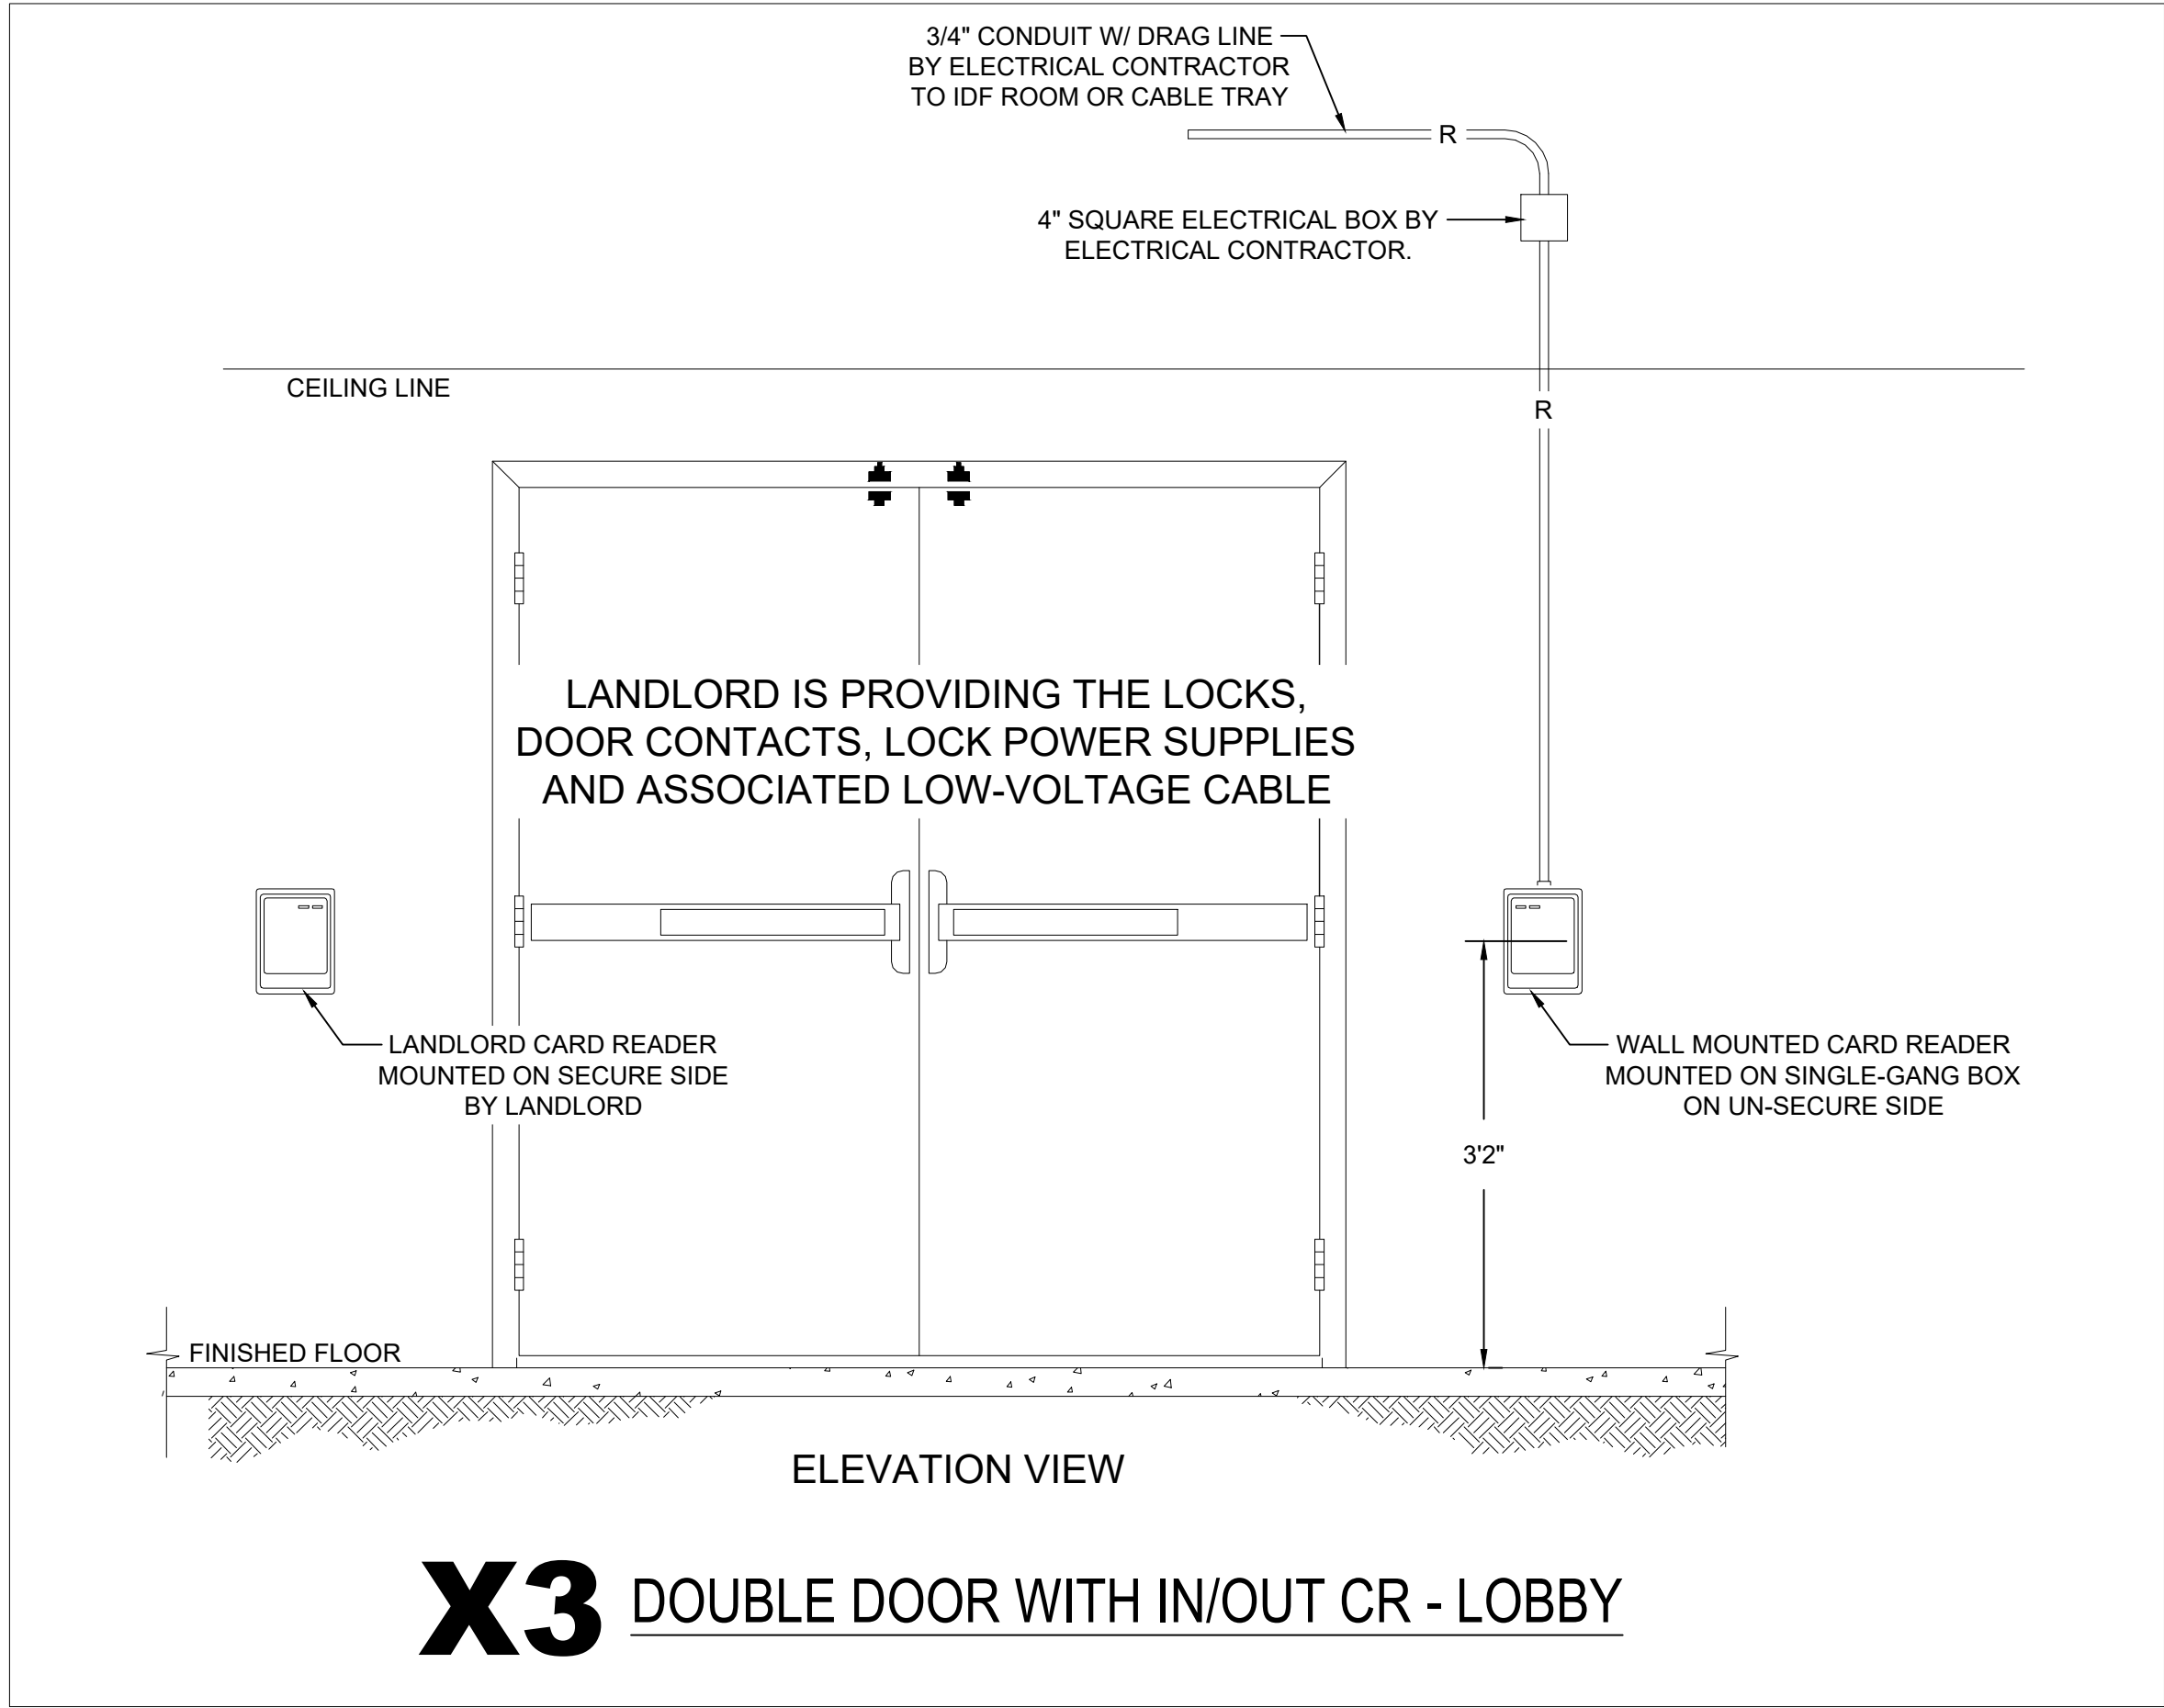 3/4" CONDUIT W/ DRAG LINE
BY ELECTRICAL CONTRACTOR
TO IDF ROOM OR CABLE TRAY
R
4" SQUARE ELECTRICAL BOX BY
ELECTRICAL CONTRACTOR.
CEILING LINE
R
LANDLORD IS PROVIDING THE LOCKS,
DOOR CONTACTS, LOCK POWER SUPPLIES
AND ASSOCIATED LOW-VOLTAGE CABLE
LANDLORD CARD READER
MOUNTED ON SECURE SIDE
BY LANDLORD
WALL MOUNTED CARD READER
MOUNTED ON SINGLE-GANG BOX
ON UN-SECURE SIDE
3'2"
FINISHED FLOOR
ELEVATION VIEW
X3 DOUBLE DOOR WITH IN/OUT CR - LOBBY